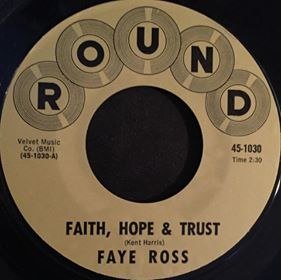 ROUND
Velvet Music
Co. (BMI)
(45-1030-A)
45-1030
Time 2:30
FAITH, HOPE & TRUST
(Kent Harris)
FAYE ROSS